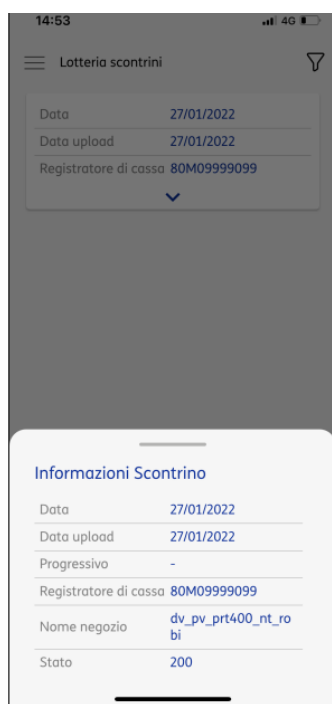 14:53 4G
Lotteria scontrini
Data 27/01/2022
Data upload 27/01/2022
Registratore di cassa 80M09999099
Informazioni Scontrino
Data 27/01/2022
Data upload 27/01/2022
Progressivo -
Registratore di cassa 80M09999099
Nome negozio dv_pv_prt400_nt_ro
bi
Stato 200